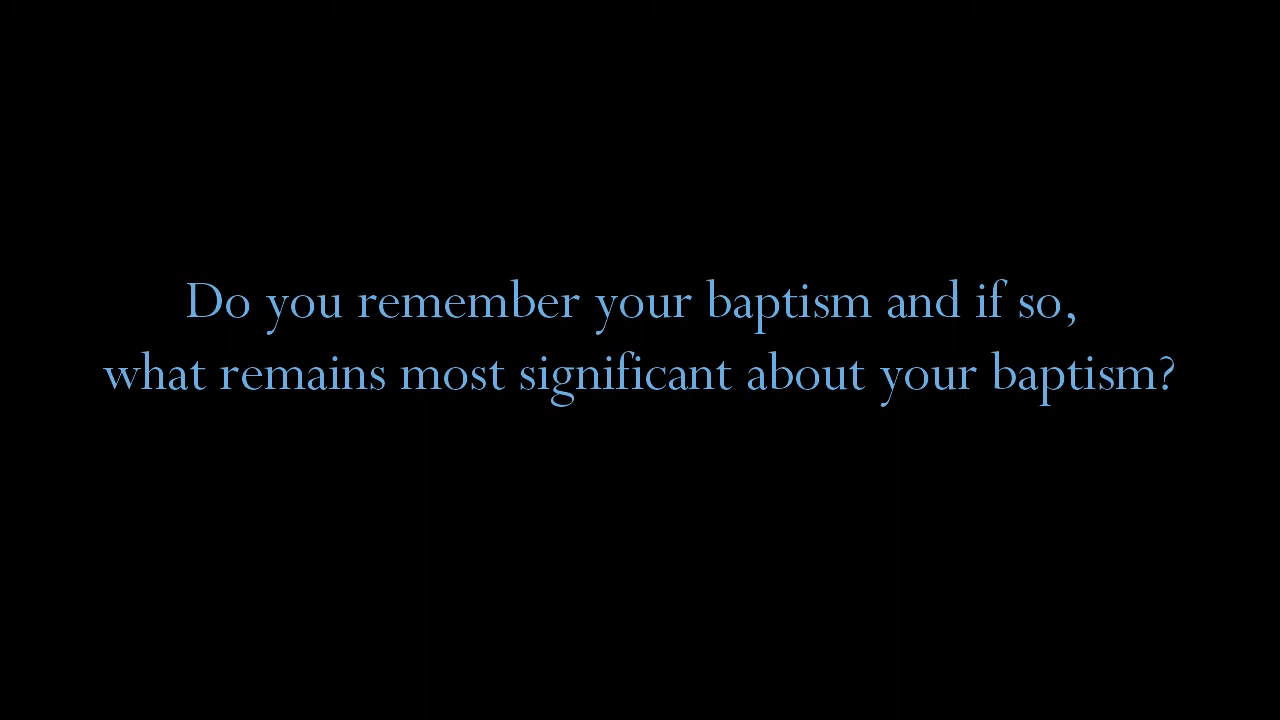 Do you remember your baptism and if so,
what remains most significant about your baptism?